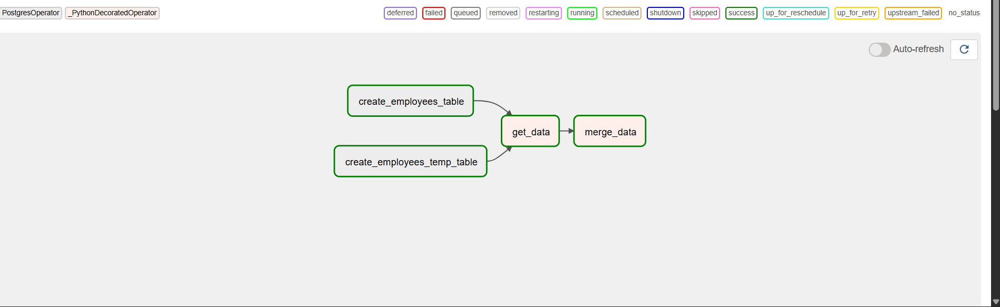 PostgresOperator _PythonDecoratedOperator deferred failed queued removed restarting running scheduled shutdown skipped success up_for_reschedule up_for_retry upstream_failed no_status
Auto-refresh
create_employees_table
get_data merge_data
create_employees_temp_table